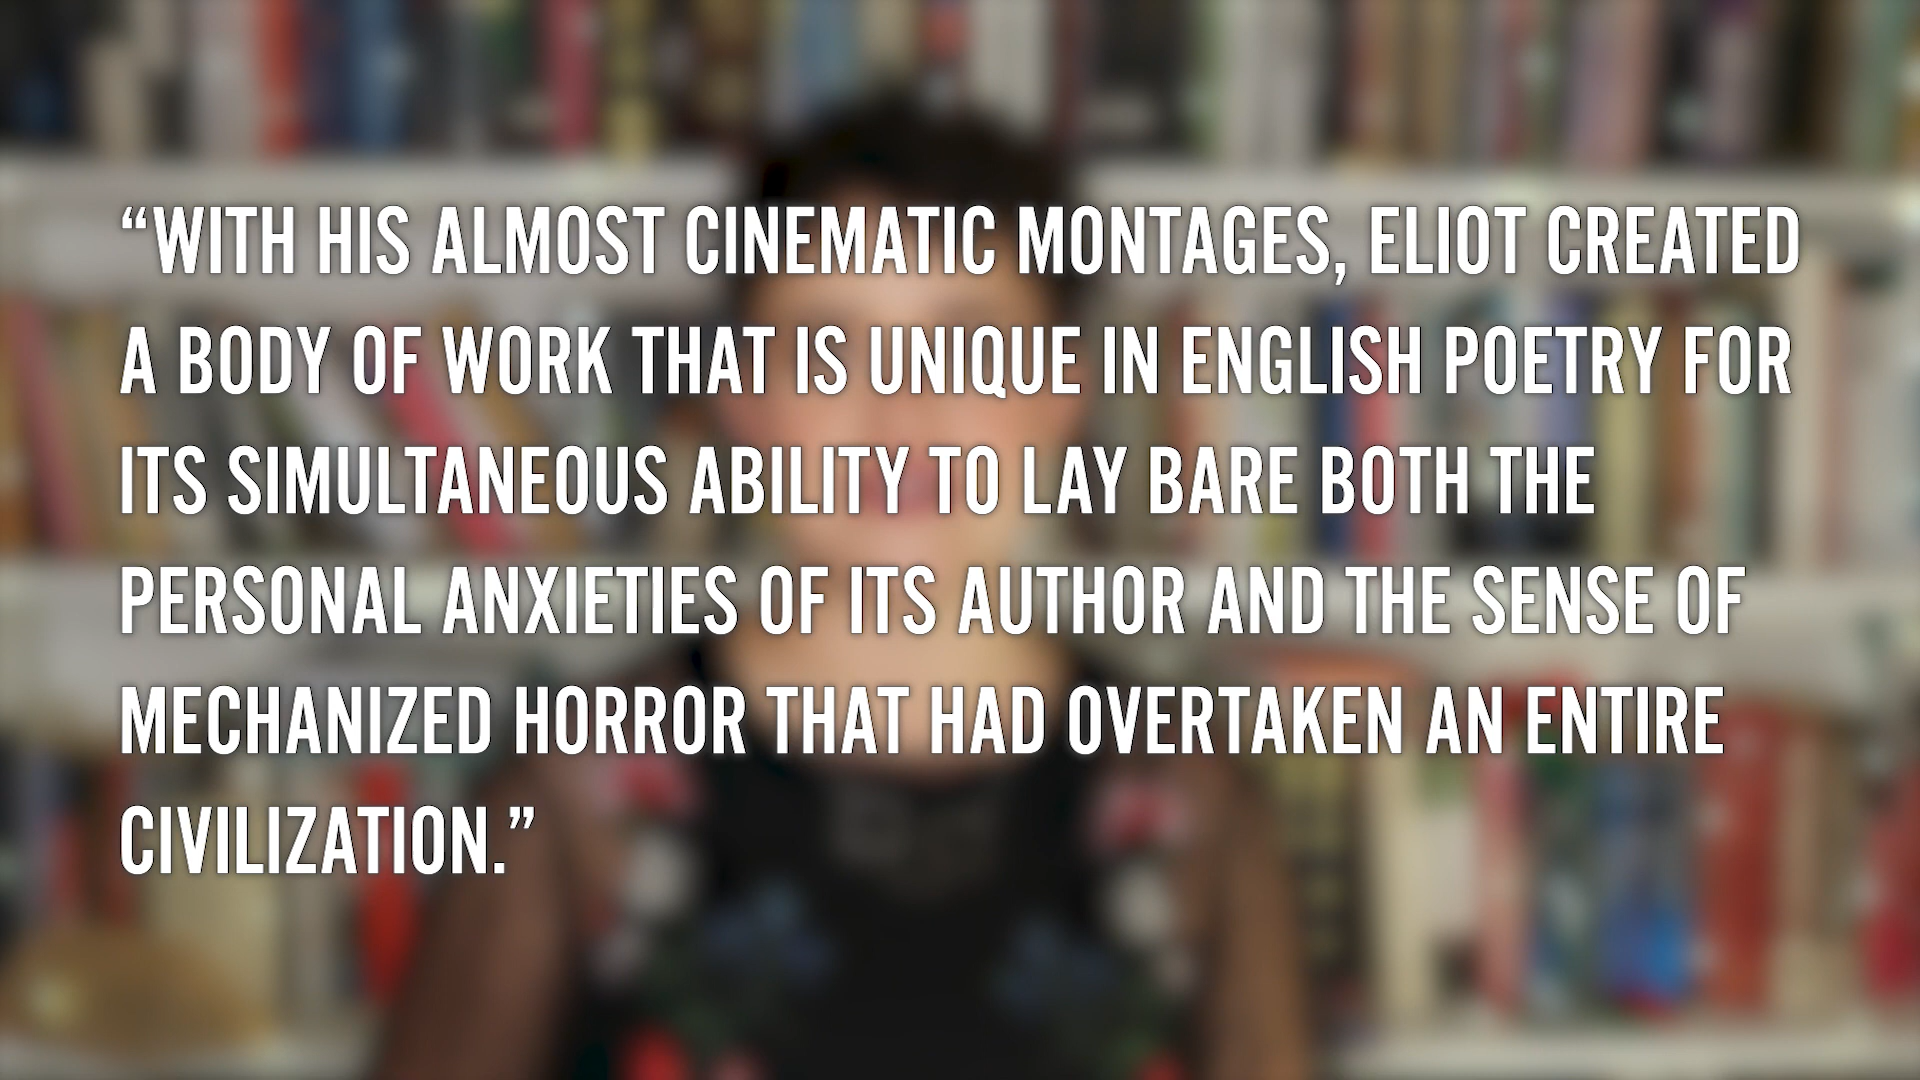 “WITH HIS ALMOST CINEMATIC MONTAGES, ELIOT CREATED
A BODY OF WORK THAT IS UNIQUE IN ENGLISH POETRY FOR
ITS SIMULTANEOUS ABILITY TO LAY BARE BOTH THE
PERSONAL ANXIETIES OF ITS AUTHOR AND THE SENSE OF
MECHANIZED HORROR THAT HAD OVERTAKEN AN ENTIRE
CIVILIZATION.”